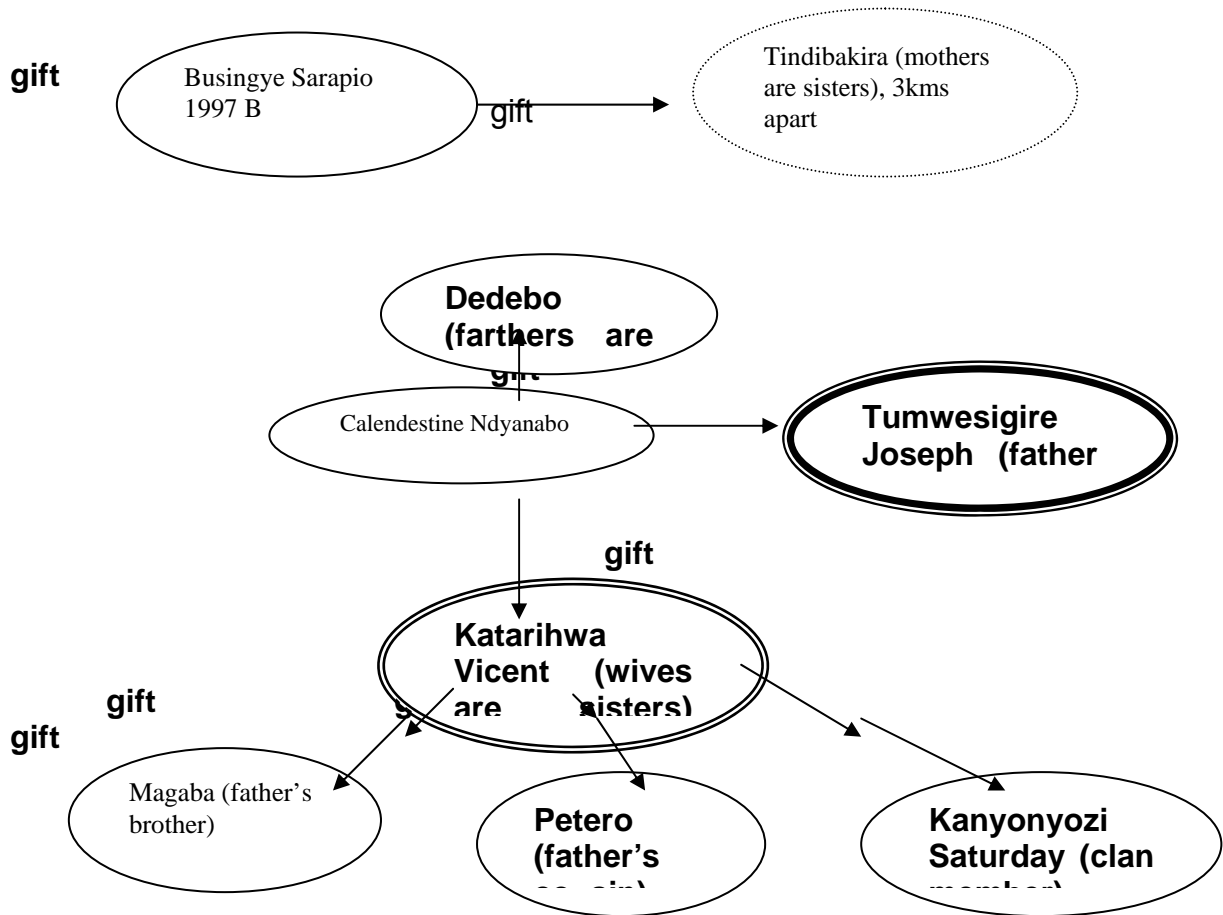 gift
Busingye Sarapio
1997 B
gift
Tindibakira (mothers
are sisters), 3kms
apart
Dedebo
(farthers are
gift
Calendestine Ndyanabo
Tumwesigire
Joseph (father
gift
Katarihwa
Vicent (wives
are sisters)
gift
gift
Magaba (father's
brother)
Petero
(father's
Kanyonyozi
Saturday (clan
member)